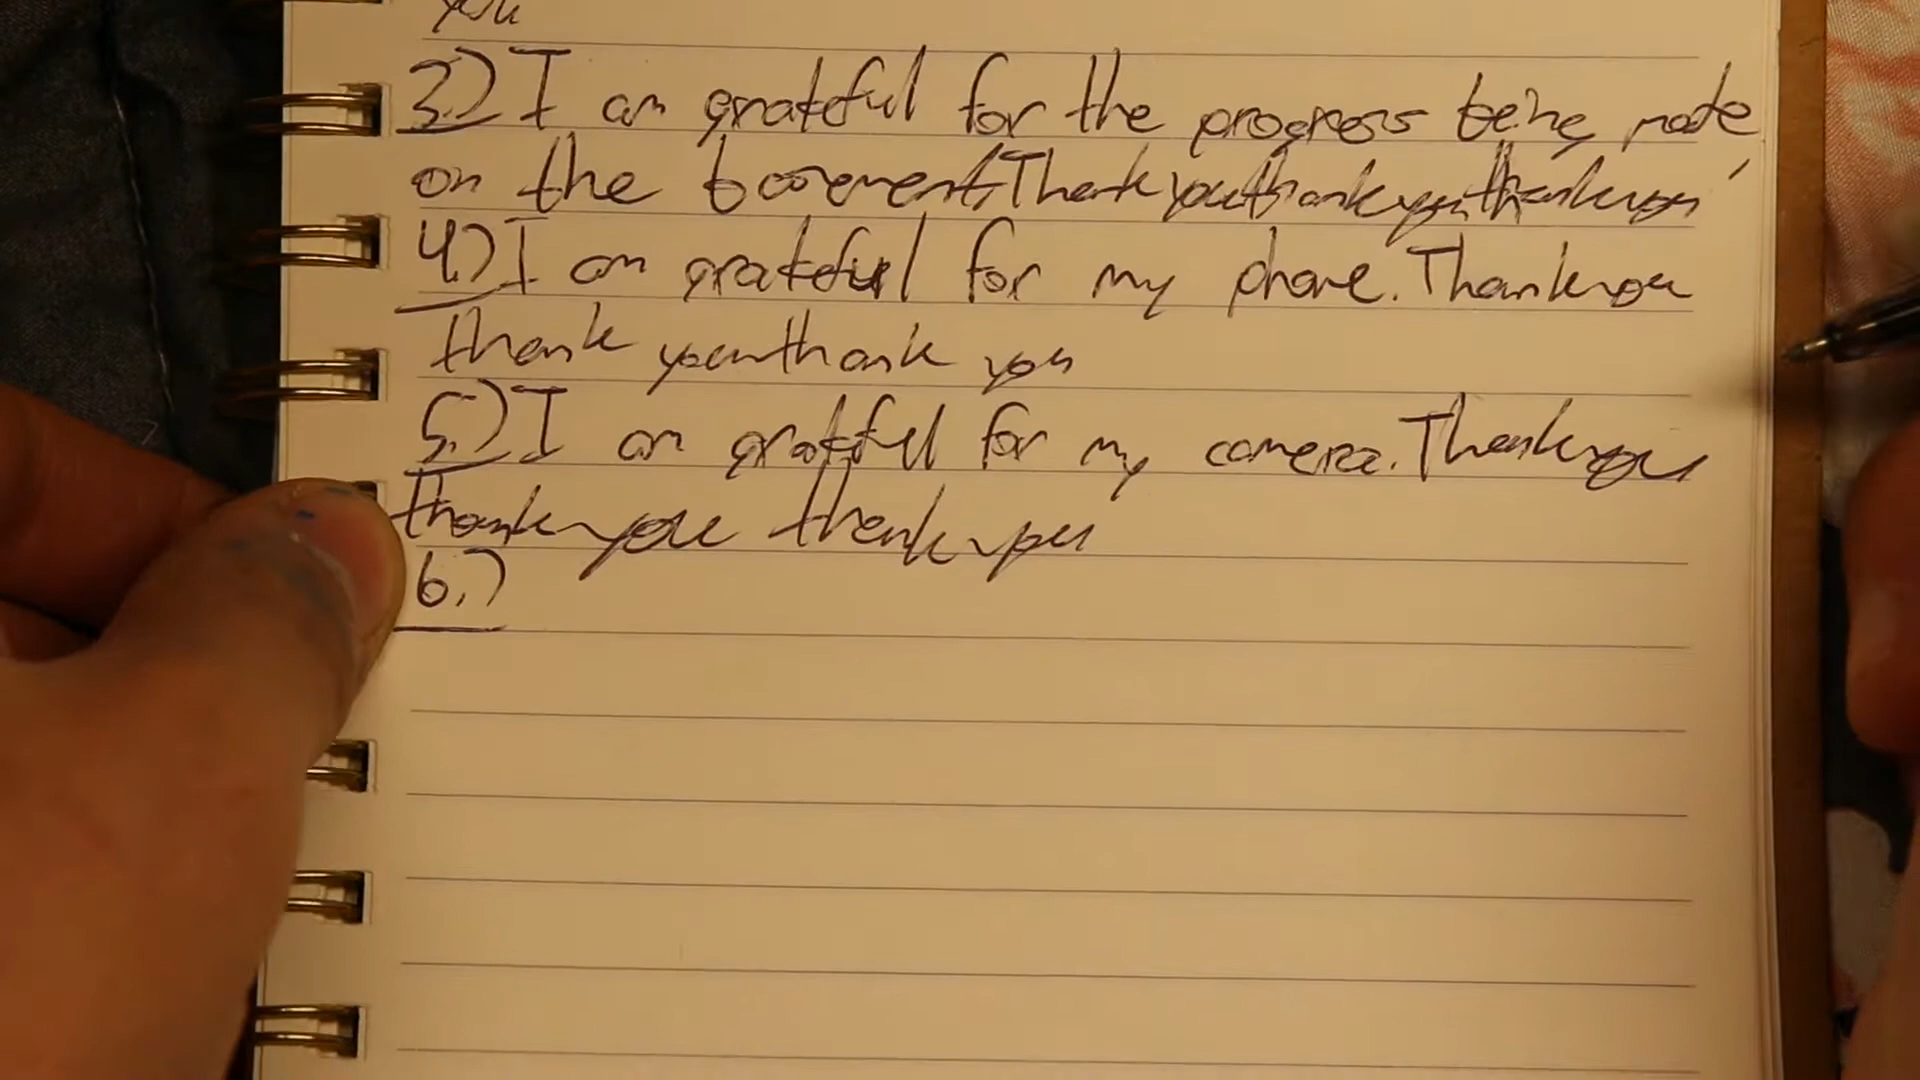 you
3.) I am grateful for the progress being made
on the basement. Thank you thank you thank you
4.) I am grateful for my phone. Thank you
thank you thank you
5.) I am grateful for my camera. Thank you
thank you thank you
6.)